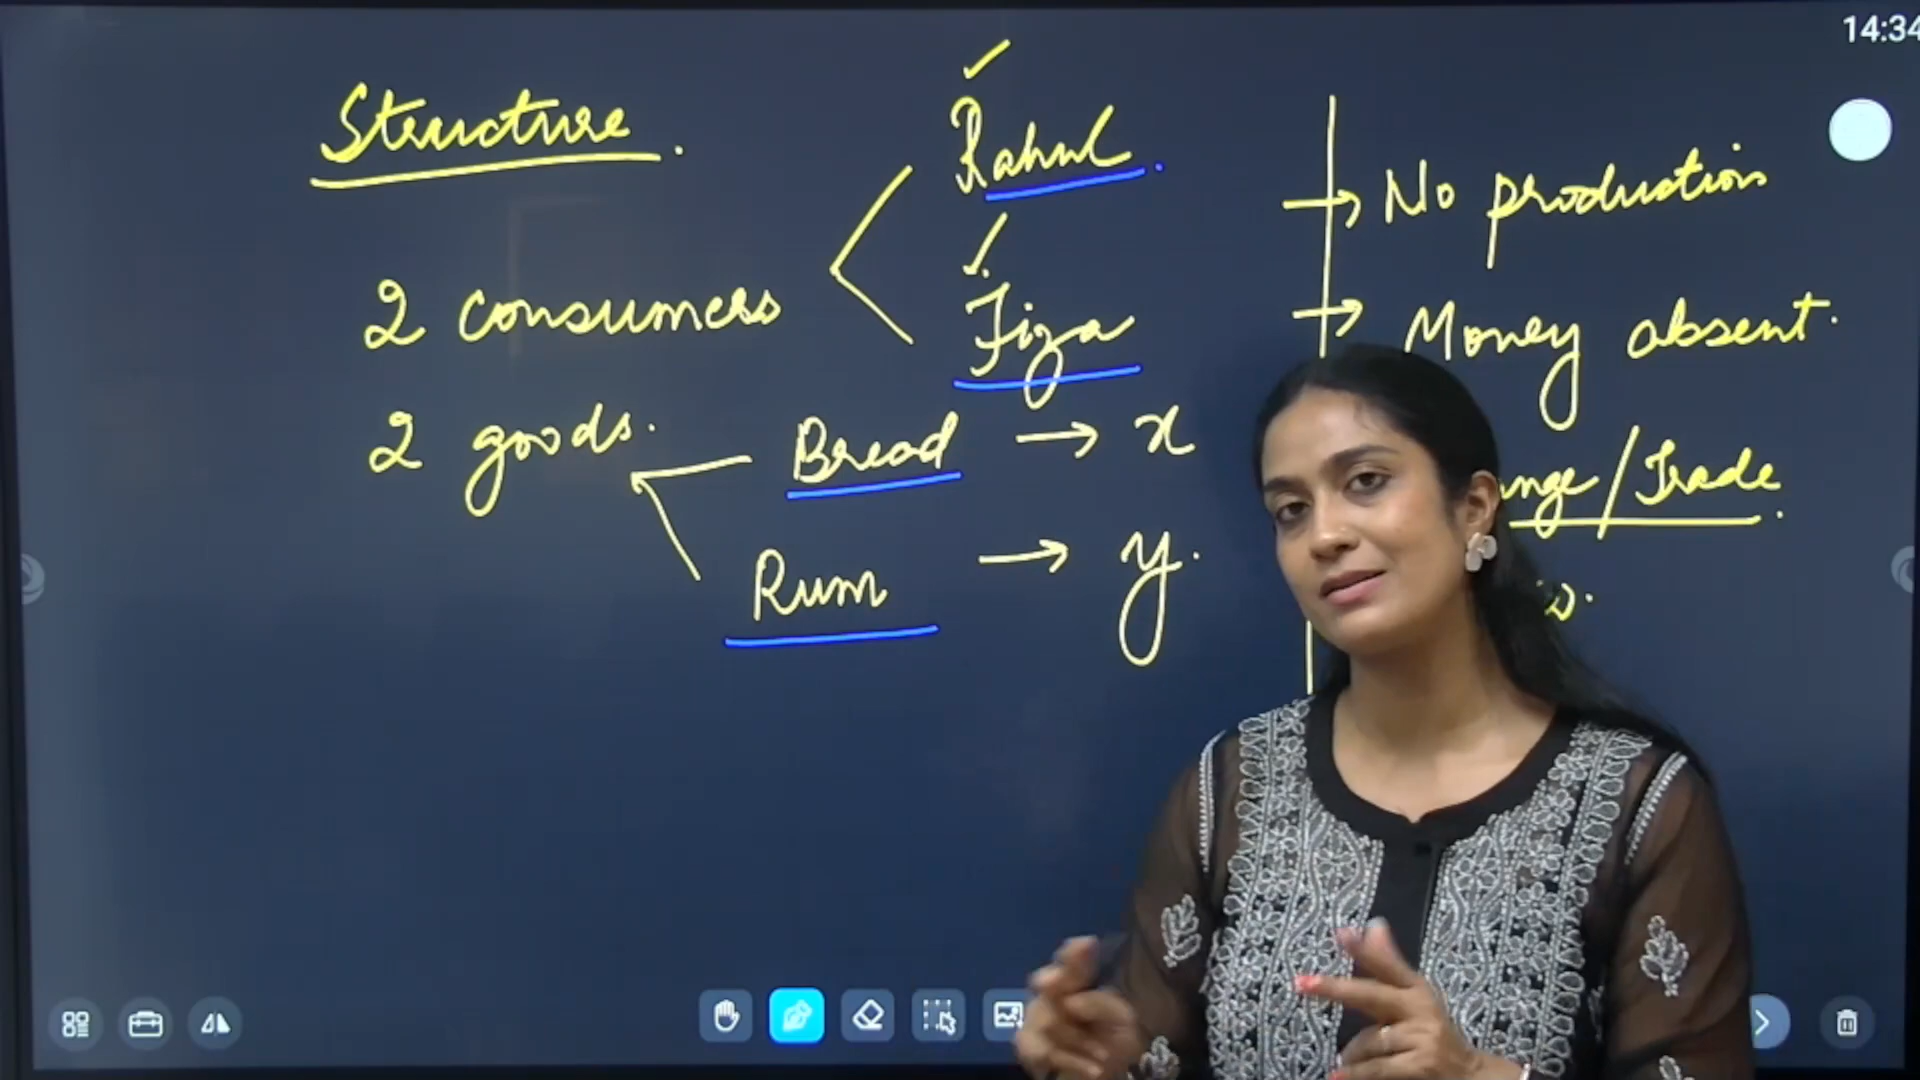 14:34
Structure.
Rahul.
2 consumers
Fiza
2 goods.
Bread → x
Rum → y.
→ No production
→ Money absent.
/Trade.